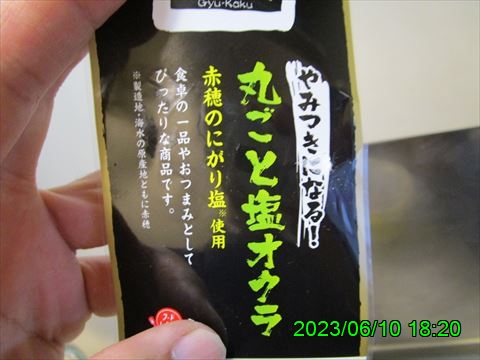 Gyu-Kaku
やみつきになる!
丸ごと塩オクラ
赤穂のにがり塩※使用
食卓の一品やおつまみとして
ぴったりな商品です。
※製造地・海水の原産地ともに赤穂
2023/06/10 18:20